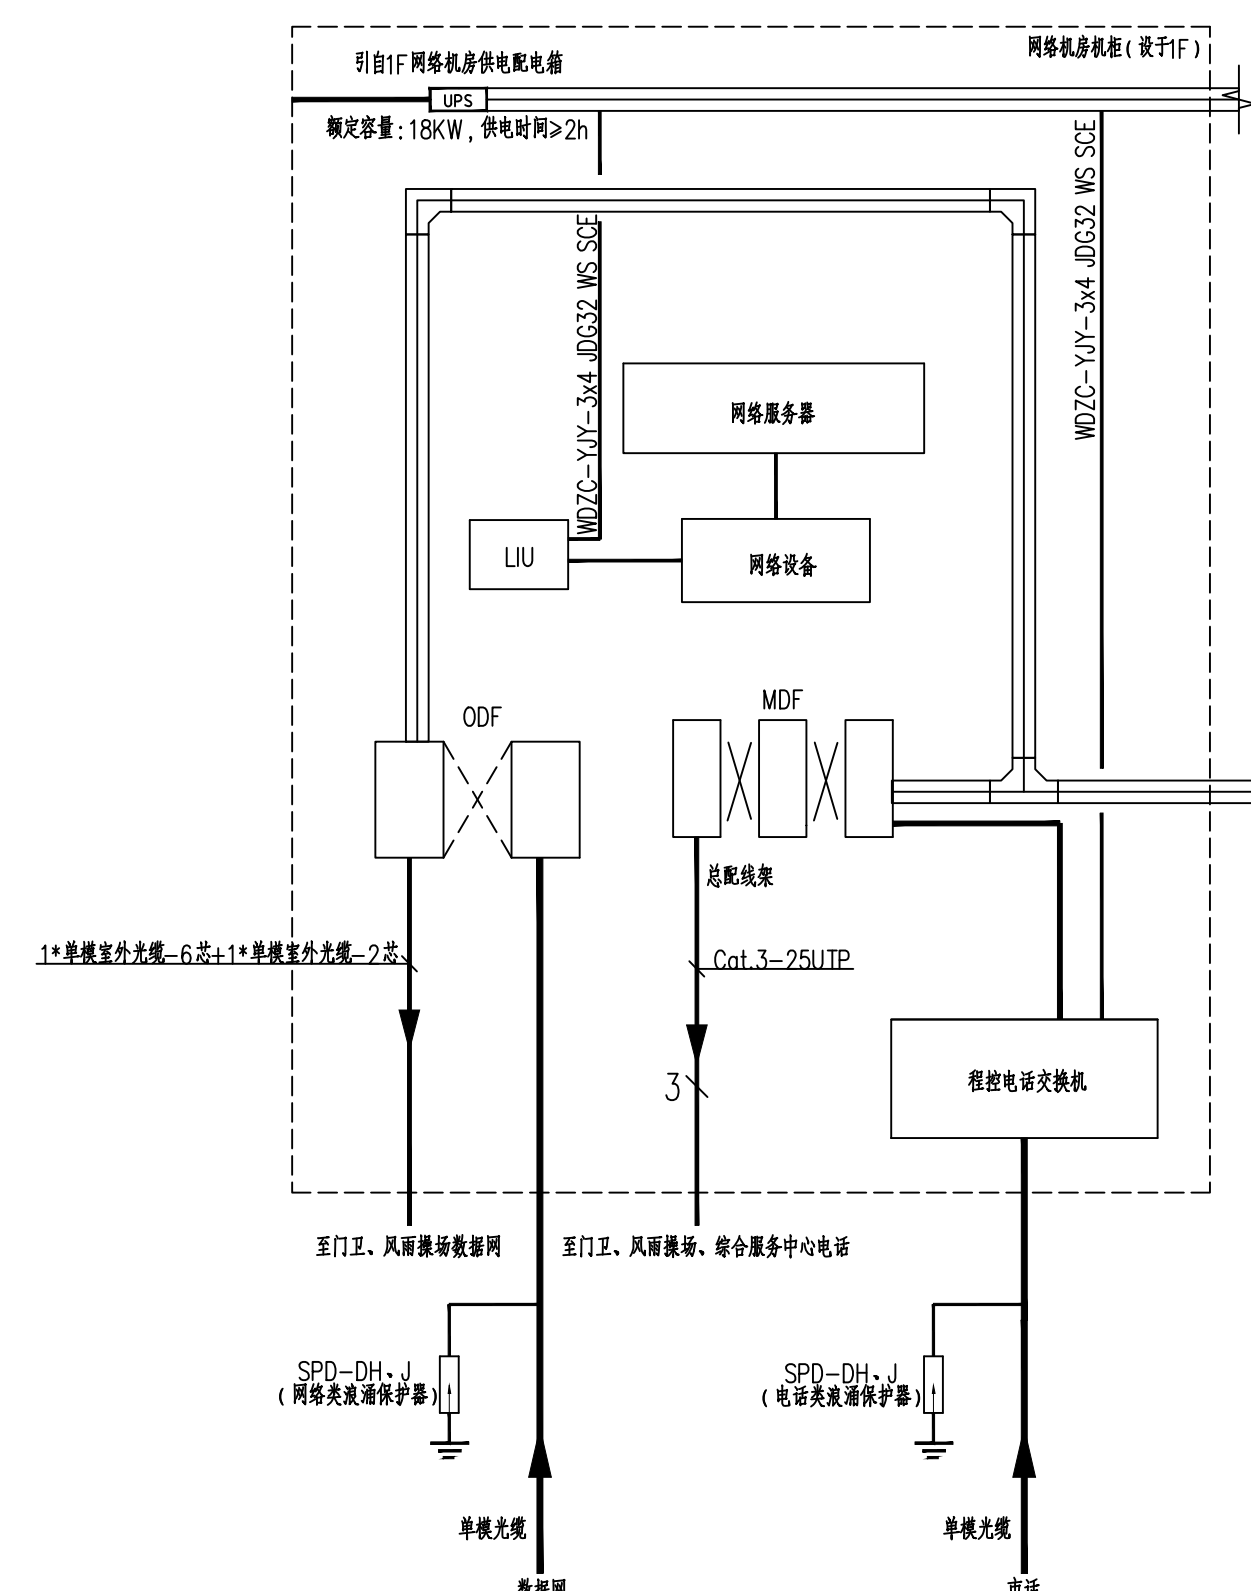 网络机房机柜(设于1F)
引自1F网络机房供电配电箱
UPS
额定容量:18KW,供电时间≥2h
WDZC-YJY-3x4 JDG32 WS SCE
WDZC-YJY-3x4 JDG32 WS SCE
网络服务器
LIU
网络设备
ODF
MDF
总配线架
1*单模室外光缆-6芯+1*单模室外光缆-2芯
Cat.3-25UTP
3
程控电话交换机
至门卫、风雨操场数据网
至门卫、风雨操场、综合服务中心电话
SPD-DH、J
(网络类浪涌保护器)
SPD-DH、J
(电话类浪涌保护器)
单模光缆
单模光缆
数据网
市话